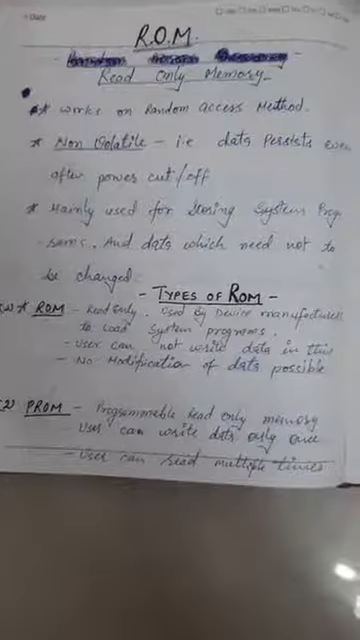 Date
R.O.M.
Read Only Memory
** works on Random access Method.
* Non Volatile - i.e data Persists even
after power cut/off
* Mainly used for Storing System Prog
rams. And data which need not to
be changed.
- TYPES OF ROM -
* ROM - Read Only. Used By Device manufacturers
to Load System programs.
- User can not write data in this
- No Modification of data possible
(2) PROM - Programmable Read Only memory
User can write data only once
- User can read multiple times